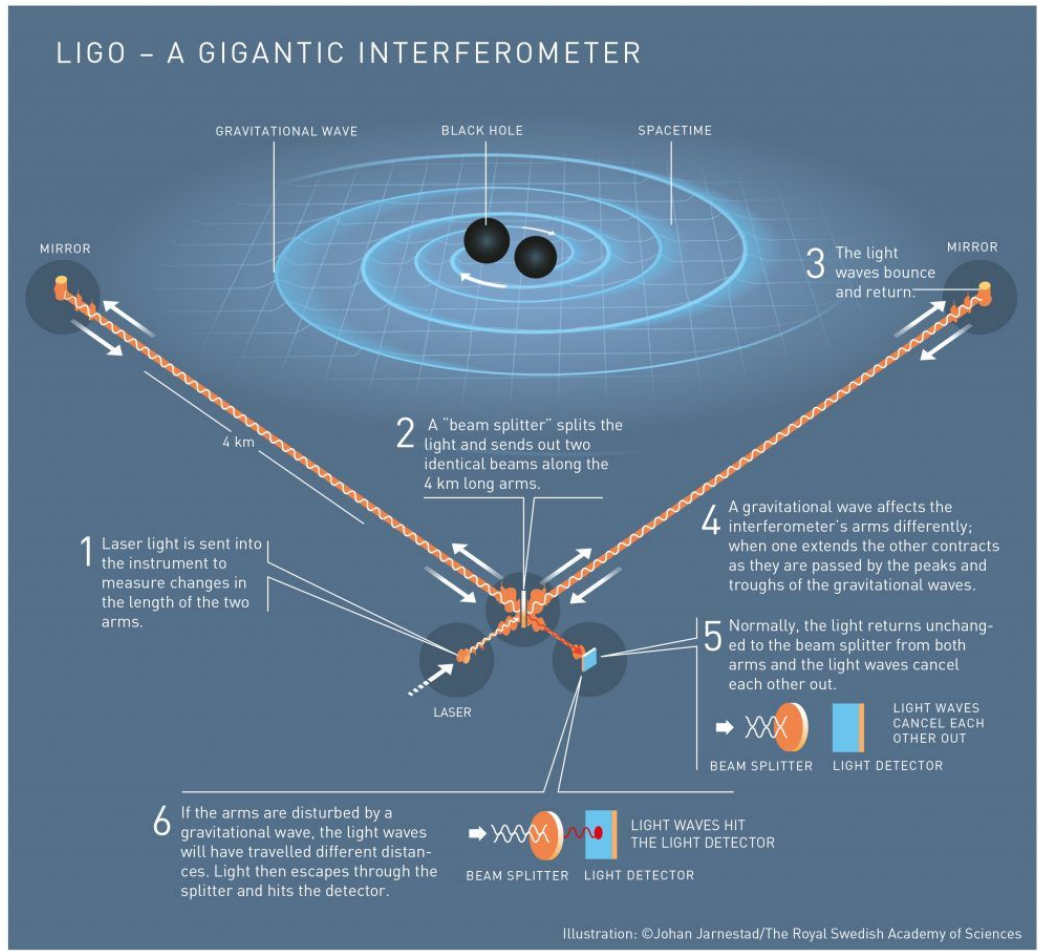 LIGO – A GIGANTIC INTERFEROMETER
GRAVITATIONAL WAVE
BLACK HOLE
SPACETIME
MIRROR
MIRROR
3 The light
waves bounce
and return.
4 km
2 A "beam splitter" splits the
light and sends out two
identical beams along the
4 km long arms.
1 Laser light is sent into
the instrument to
measure changes in
the length of the two
arms.
4 A gravitational wave affects the
interferometer's arms differently;
when one extends the other contracts
as they are passed by the peaks and
troughs of the gravitational waves.
5 Normally, the light returns unchang-
ed to the beam splitter from both
arms and the light waves cancel
each other out.
LASER
LIGHT WAVES
CANCEL EACH
OTHER OUT
BEAM SPLITTER
LIGHT DETECTOR
6 If the arms are disturbed by a
gravitational wave, the light waves
will have travelled different distan-
ces. Light then escapes through the
splitter and hits the detector.
LIGHT WAVES HIT
THE LIGHT DETECTOR
BEAM SPLITTER
LIGHT DETECTOR
Illustration: ©Johan Jarnestad/The Royal Swedish Academy of Sciences